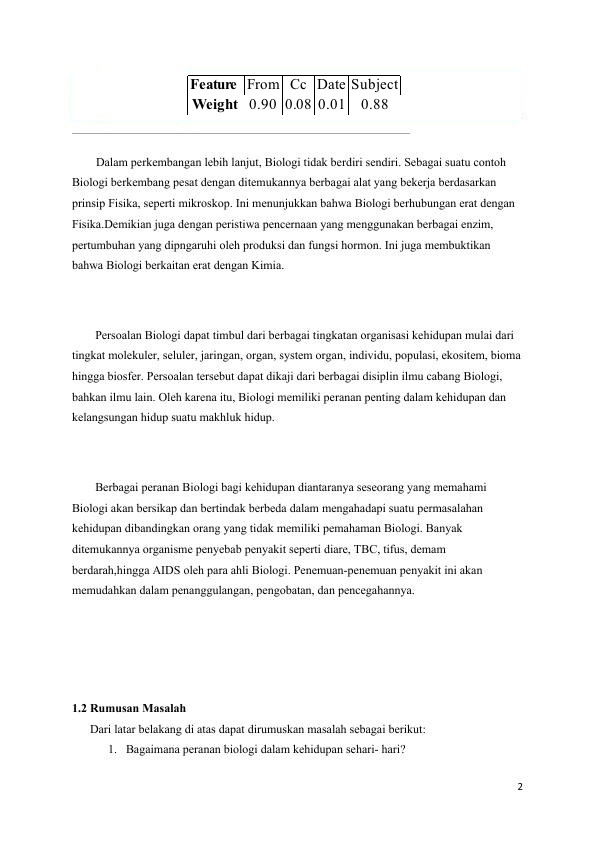 Feature From Cc Date Subject
Weight 0.90 0.08 0.01 0.88
Dalam perkembangan lebih lanjut, Biologi tidak berdiri sendiri. Sebagai suatu contoh
Biologi berkembang pesat dengan ditemukannya berbagai alat yang bekerja berdasarkan
prinsip Fisika, seperti mikroskop. Ini menunjukkan bahwa Biologi berhubungan erat dengan
Fisika.Demikian juga dengan peristiwa pencernaan yang menggunakan berbagai enzim,
pertumbuhan yang dipngaruhi oleh produksi dan fungsi hormon. Ini juga membuktikan
bahwa Biologi berkaitan erat dengan Kimia.
Persoalan Biologi dapat timbul dari berbagai tingkatan organisasi kehidupan mulai dari
tingkat molekuler, seluler, jaringan, organ, system organ, individu, populasi, ekositem, bioma
hingga biosfer. Persoalan tersebut dapat dikaji dari berbagai disiplin ilmu cabang Biologi,
bahkan ilmu lain. Oleh karena itu, Biologi memiliki peranan penting dalam kehidupan dan
kelangsungan hidup suatu makhluk hidup.
Berbagai peranan Biologi bagi kehidupan diantaranya seseorang yang memahami
Biologi akan bersikap dan bertindak berbeda dalam mengahadapi suatu permasalahan
kehidupan dibandingkan orang yang tidak memiliki pemahaman Biologi. Banyak
ditemukannya organisme penyebab penyakit seperti diare, TBC, tifus, demam
berdarah,hingga AIDS oleh para ahli Biologi. Penemuan-penemuan penyakit ini akan
memudahkan dalam penanggulangan, pengobatan, dan pencegahannya.
1.2 Rumusan Masalah
Dari latar belakang di atas dapat dirumuskan masalah sebagai berikut:
1. Bagaimana peranan biologi dalam kehidupan sehari- hari?
2